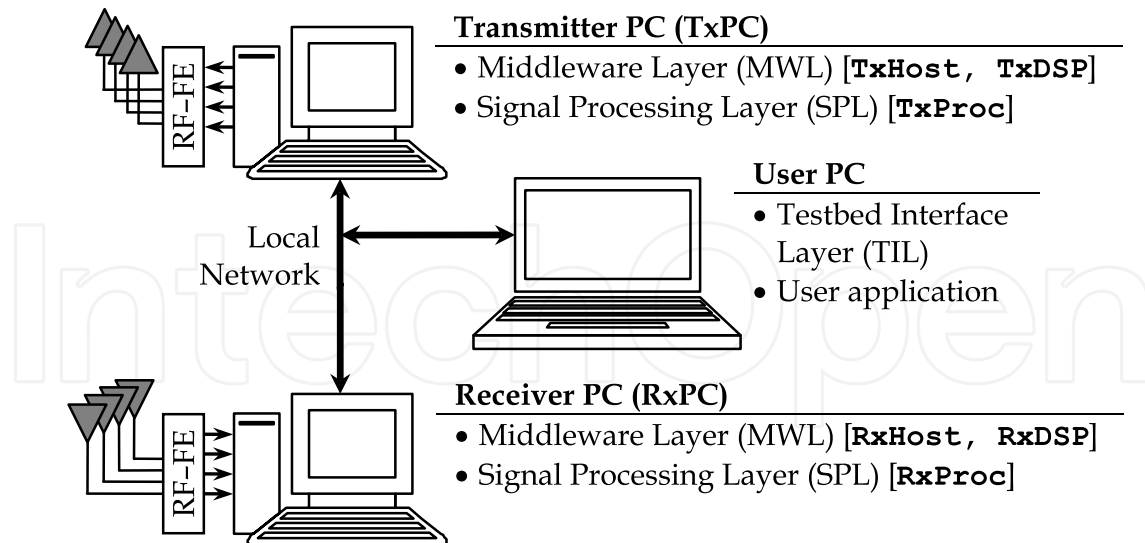 Transmitter PC (TxPC)
• Middleware Layer (MWL) [TxHost, TxDSP]
• Signal Processing Layer (SPL) [TxProc]
RF-FE
User PC
• Testbed Interface
Layer (TIL)
• User application
Local
Network
IntechOpen
Receiver PC (RxPC)
• Middleware Layer (MWL) [RxHost, RxDSP]
• Signal Processing Layer (SPL) [RxProc]
RF-FE